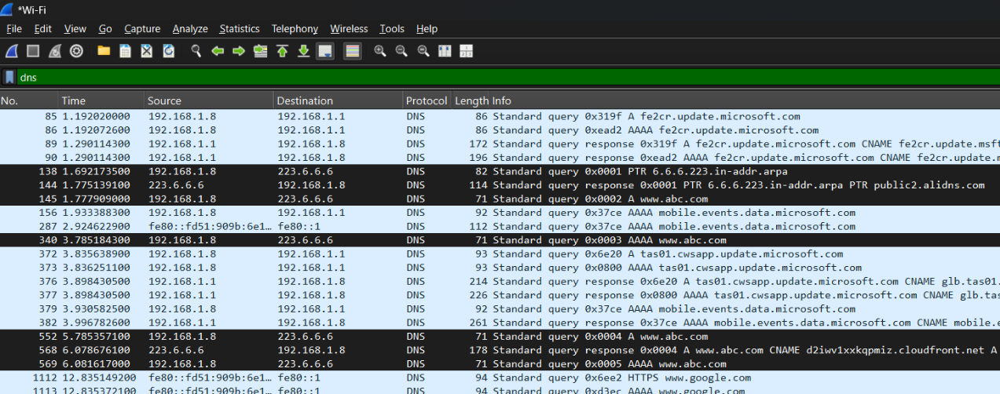 *Wi-Fi
File Edit View Go Capture Analyze Statistics Telephony Wireless Tools Help
dns
No. Time Source Destination Protocol Length Info
85 1.192020000 192.168.1.8 192.168.1.1 DNS 86 Standard query 0x319f A fe2cr.update.microsoft.com
86 1.192072600 192.168.1.8 192.168.1.1 DNS 86 Standard query 0xead2 AAAA fe2cr.update.microsoft.com
89 1.290114300 192.168.1.1 192.168.1.8 DNS 172 Standard query response 0x319f A fe2cr.update.microsoft.com CNAME fe2cr.update.msft
90 1.290114300 192.168.1.1 192.168.1.8 DNS 196 Standard query response 0xead2 AAAA fe2cr.update.microsoft.com CNAME fe2cr.update.m
138 1.692173500 192.168.1.8 223.6.6.6 DNS 82 Standard query 0x0001 PTR 6.6.6.223.in-addr.arpa
144 1.775139100 223.6.6.6 192.168.1.8 DNS 114 Standard query response 0x0001 PTR 6.6.6.223.in-addr.arpa PTR public2.alidns.com
145 1.777909000 192.168.1.8 223.6.6.6 DNS 71 Standard query 0x0002 A www.abc.com
156 1.933388300 192.168.1.8 192.168.1.1 DNS 92 Standard query 0x37ce AAAA mobile.events.data.microsoft.com
287 2.924622900 fe80::fd51:909b:6e1… fe80::1 DNS 112 Standard query 0x37ce AAAA mobile.events.data.microsoft.com
340 3.785184300 192.168.1.8 223.6.6.6 DNS 71 Standard query 0x0003 AAAA www.abc.com
372 3.835638900 192.168.1.8 192.168.1.1 DNS 93 Standard query 0x6e20 A tas01.cwsapp.update.microsoft.com
373 3.836251100 192.168.1.8 192.168.1.1 DNS 93 Standard query 0x0800 AAAA tas01.cwsapp.update.microsoft.com
376 3.898430500 192.168.1.1 192.168.1.8 DNS 214 Standard query response 0x6e20 A tas01.cwsapp.update.microsoft.com CNAME glb.tas01
377 3.898430500 192.168.1.1 192.168.1.8 DNS 226 Standard query response 0x0800 AAAA tas01.cwsapp.update.microsoft.com CNAME glb.tas
379 3.930582500 192.168.1.8 192.168.1.1 DNS 92 Standard query 0x37ce AAAA mobile.events.data.microsoft.com
382 3.996782600 192.168.1.1 192.168.1.8 DNS 261 Standard query response 0x37ce AAAA mobile.events.data.microsoft.com CNAME mobile.e
552 5.785357100 192.168.1.8 223.6.6.6 DNS 71 Standard query 0x0004 A www.abc.com
568 6.078676100 223.6.6.6 192.168.1.8 DNS 178 Standard query response 0x0004 A www.abc.com CNAME d2iwv1xxkqpmiz.cloudfront.net A
569 6.081617000 192.168.1.8 223.6.6.6 DNS 71 Standard query 0x0005 AAAA www.abc.com
1112 12.835149200 fe80::fd51:909b:6e1… fe80::1 DNS 94 Standard query 0x6ee2 HTTPS www.google.com
1113 12.835372100 fe80::fd51:909b:6e1… fe80::1 DNS 94 Standard query 0xd3ec AAAA www.google.com